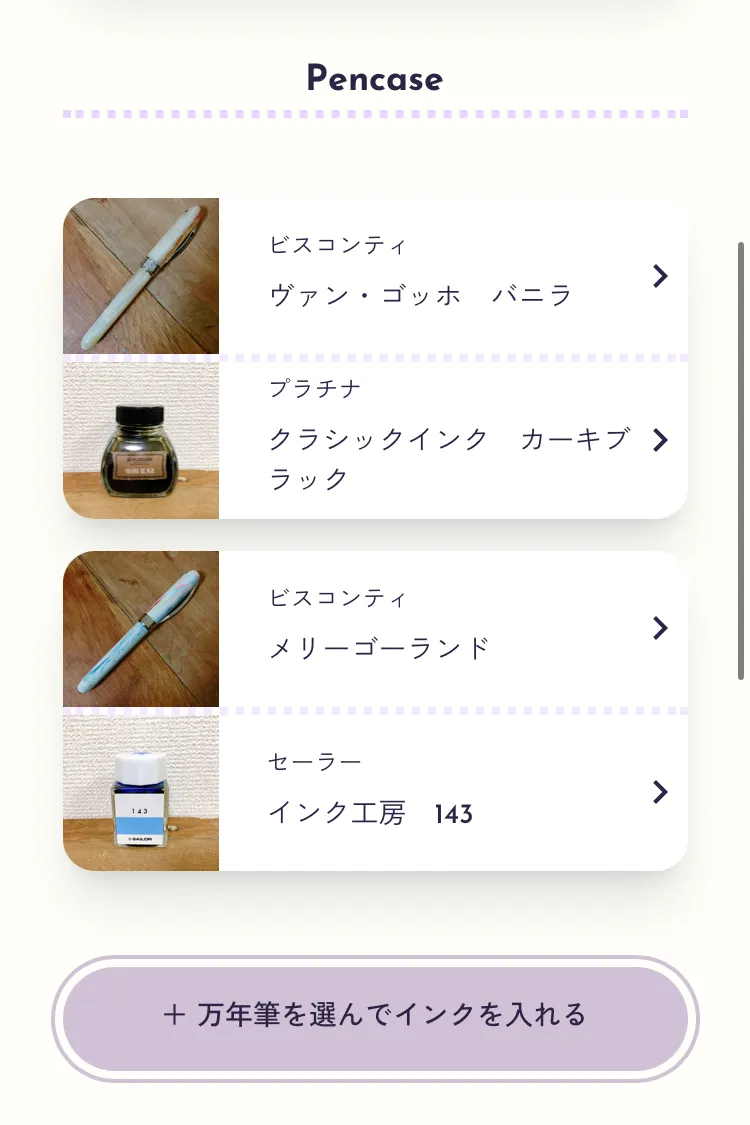 Pencase
ビスコンティ
ヴァン・ゴッホ　バニラ
プラチナ
クラシックインク　カーキブ
ラック
ビスコンティ
メリーゴーランド
セーラー
インク工房　143
143
SAILOR
＋ 万年筆を選んでインクを入れる